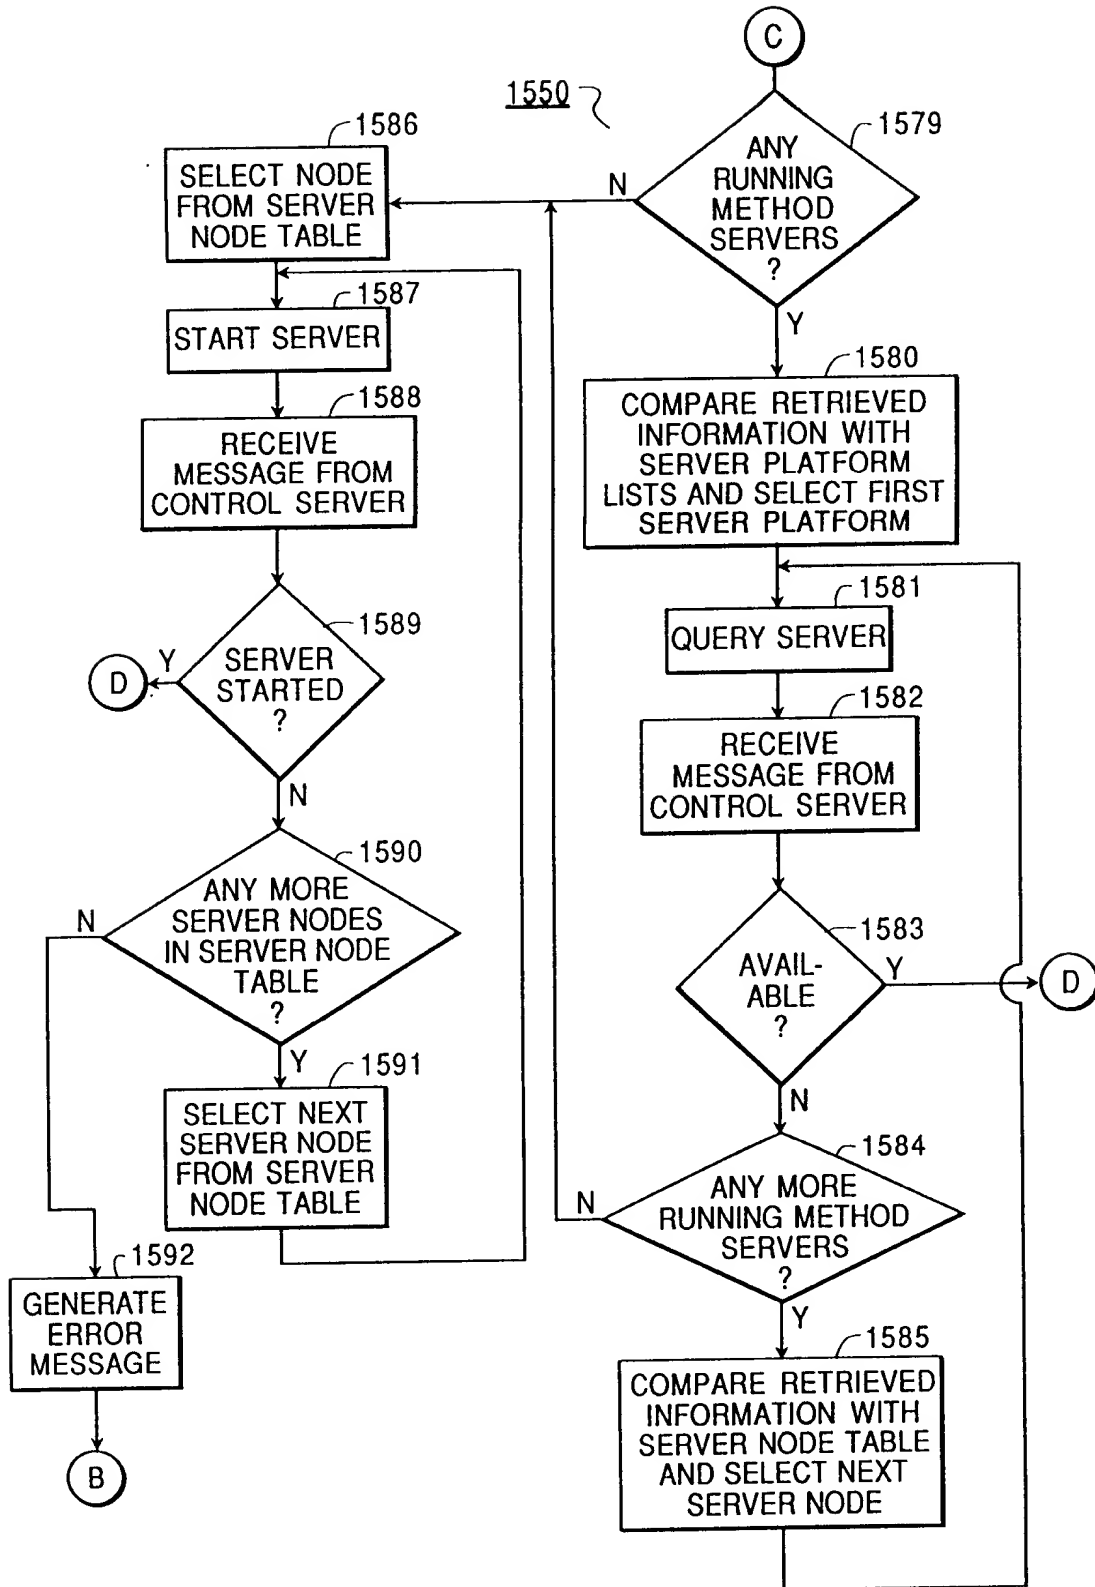 C
1550
1579
ANY
RUNNING
METHOD
SERVERS
?
N
Y
1586
SELECT NODE
FROM SERVER
NODE TABLE
1587
START SERVER
1588
RECEIVE
MESSAGE FROM
CONTROL SERVER
1589
SERVER
STARTED
?
Y
D
N
1590
ANY MORE
SERVER NODES
IN SERVER NODE
TABLE
?
N
Y
1591
SELECT NEXT
SERVER NODE
FROM SERVER
NODE TABLE
1592
GENERATE
ERROR
MESSAGE
B
1580
COMPARE RETRIEVED
INFORMATION WITH
SERVER PLATFORM
LISTS AND SELECT FIRST
SERVER PLATFORM
1581
QUERY SERVER
1582
RECEIVE
MESSAGE FROM
CONTROL SERVER
1583
AVAIL-
ABLE
?
Y
D
N
1584
ANY MORE
RUNNING METHOD
SERVERS
?
N
Y
1585
COMPARE RETRIEVED
INFORMATION WITH
SERVER NODE TABLE
AND SELECT NEXT
SERVER NODE